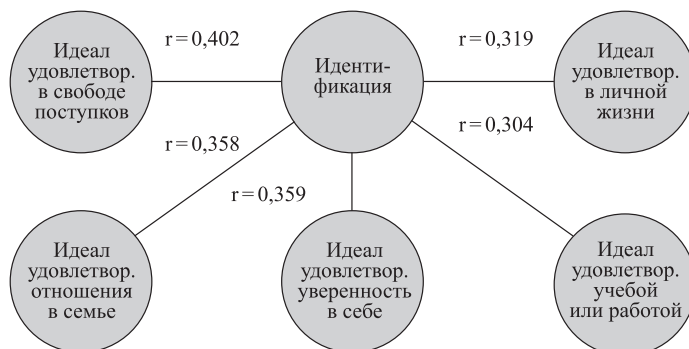 Идеал
удовлетвор.
в свободе
поступков
r = 0,402
Иденти-
фикация
r = 0,319
Идеал
удовлетвор.
в личной
жизни
r = 0,358
r = 0,304
r = 0,359
Идеал
удовлетвор.
отношения
в семье
Идеал
удовлетвор.
уверенность
в себе
Идеал
удовлетвор.
учебой
или работой